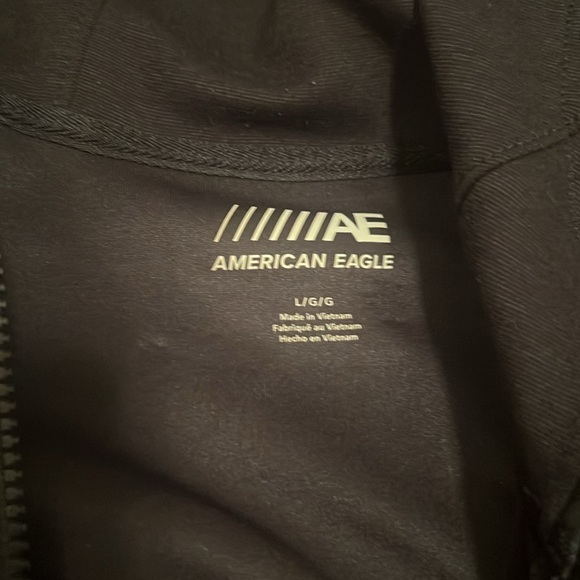 //////AE
AMERICAN EAGLE
L/G/G
Made in Vietnam
Fabriqué au Vietnam
Hecho en Vietnam